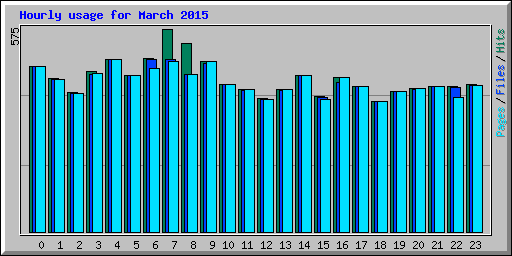 Hourly usage for March 2015
575
Pages/Files/Hits
0 1 2 3 4 5 6 7 8 9 10 11 12 13 14 15 16 17 18 19 20 21 22 23